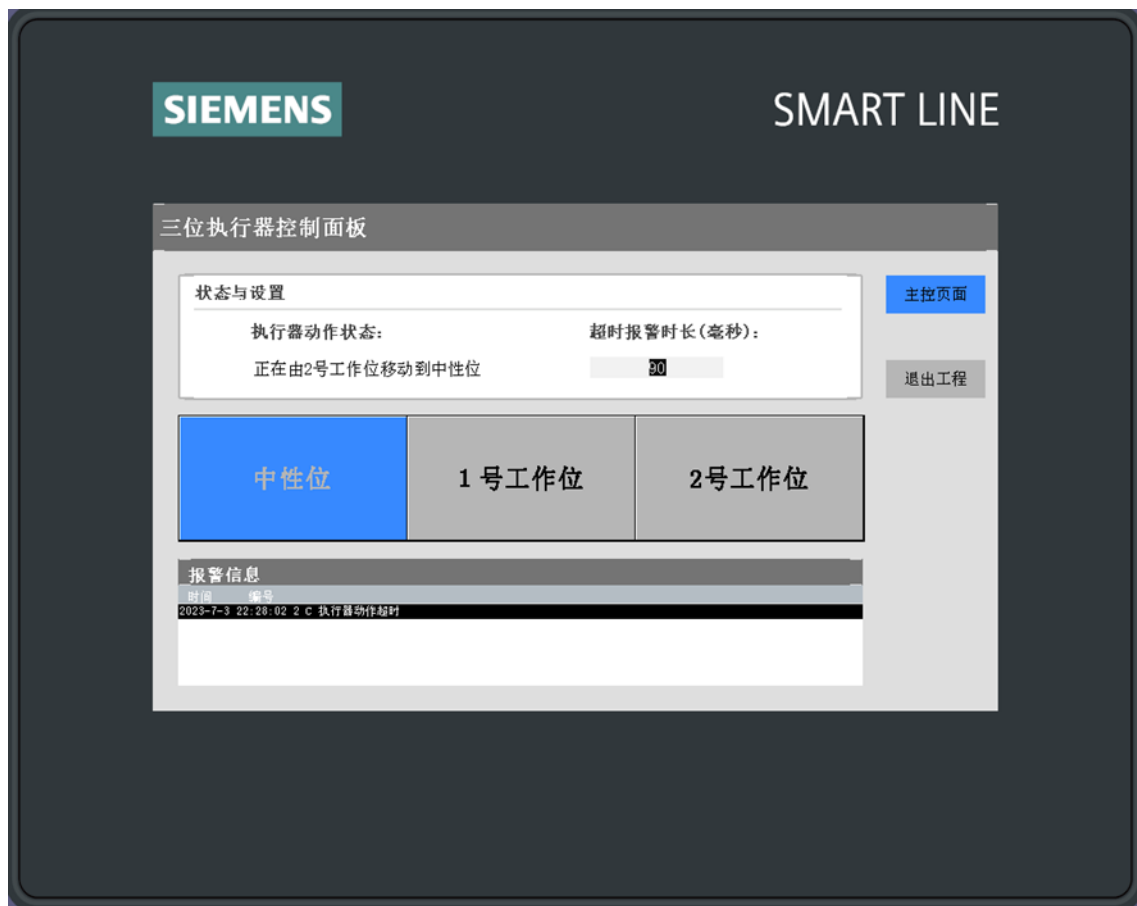 SIEMENS
SMART LINE
三位执行器控制面板
状态与设置
主控页面
执行器动作状态:
超时报警时长(毫秒):
正在由2号工作位移动到中性位
90
退出工程
中性位
1号工作位
2号工作位
报警信息
时间 编号
2023-7-3 22:28:02 2 C 执行器动作超时